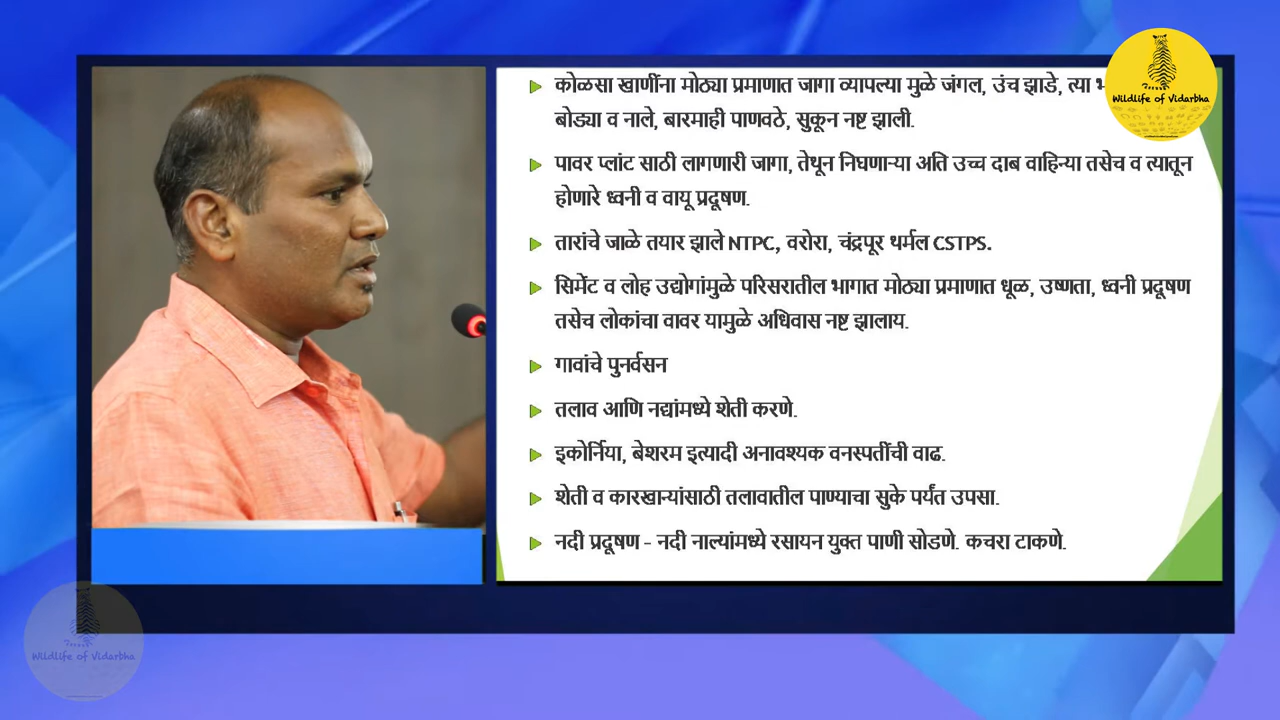 कोळसा खाणींना मोठ्या प्रमाणात जागा व्यापल्या मुळे जंगल, उंच झाडे, त्या
बोड्या व नाले, बारमाही पाणवठे, सुकून नष्ट झाली.
पावर प्लांट साठी लागणारी जागा, तेथून निघणाऱ्या अति उच्च दाब वाहिन्या तसेच व त्यातून
होणारे ध्वनी व वायू प्रदूषण.
तारांचे जाळे तयार झाले NTPC, वरोरा, चंद्रपूर थर्मल CSTPS.
सिमेंट व लोह उद्योगांमुळे परिसरातील भागात मोठ्या प्रमाणात धूळ, उष्णता, ध्वनी प्रदूषण
तसेच लोकांचा वावर यामुळे अधिवास नष्ट झालाय.
गावांचे पुनर्वसन
तलाव आणि नद्यांमध्ये शेती करणे.
इकोर्निया, बेशरम इत्यादी अनावश्यक वनस्पतींची वाढ.
शेती व कारखान्यांसाठी तलावातील पाण्याचा सुके पर्यंत उपसा.
नदी प्रदूषण - नदी नाल्यांमध्ये रसायन युक्त पाणी सोडणे. कचरा टाकणे.
Wildlife of Vidarbha
Wildlife of Vidarbha